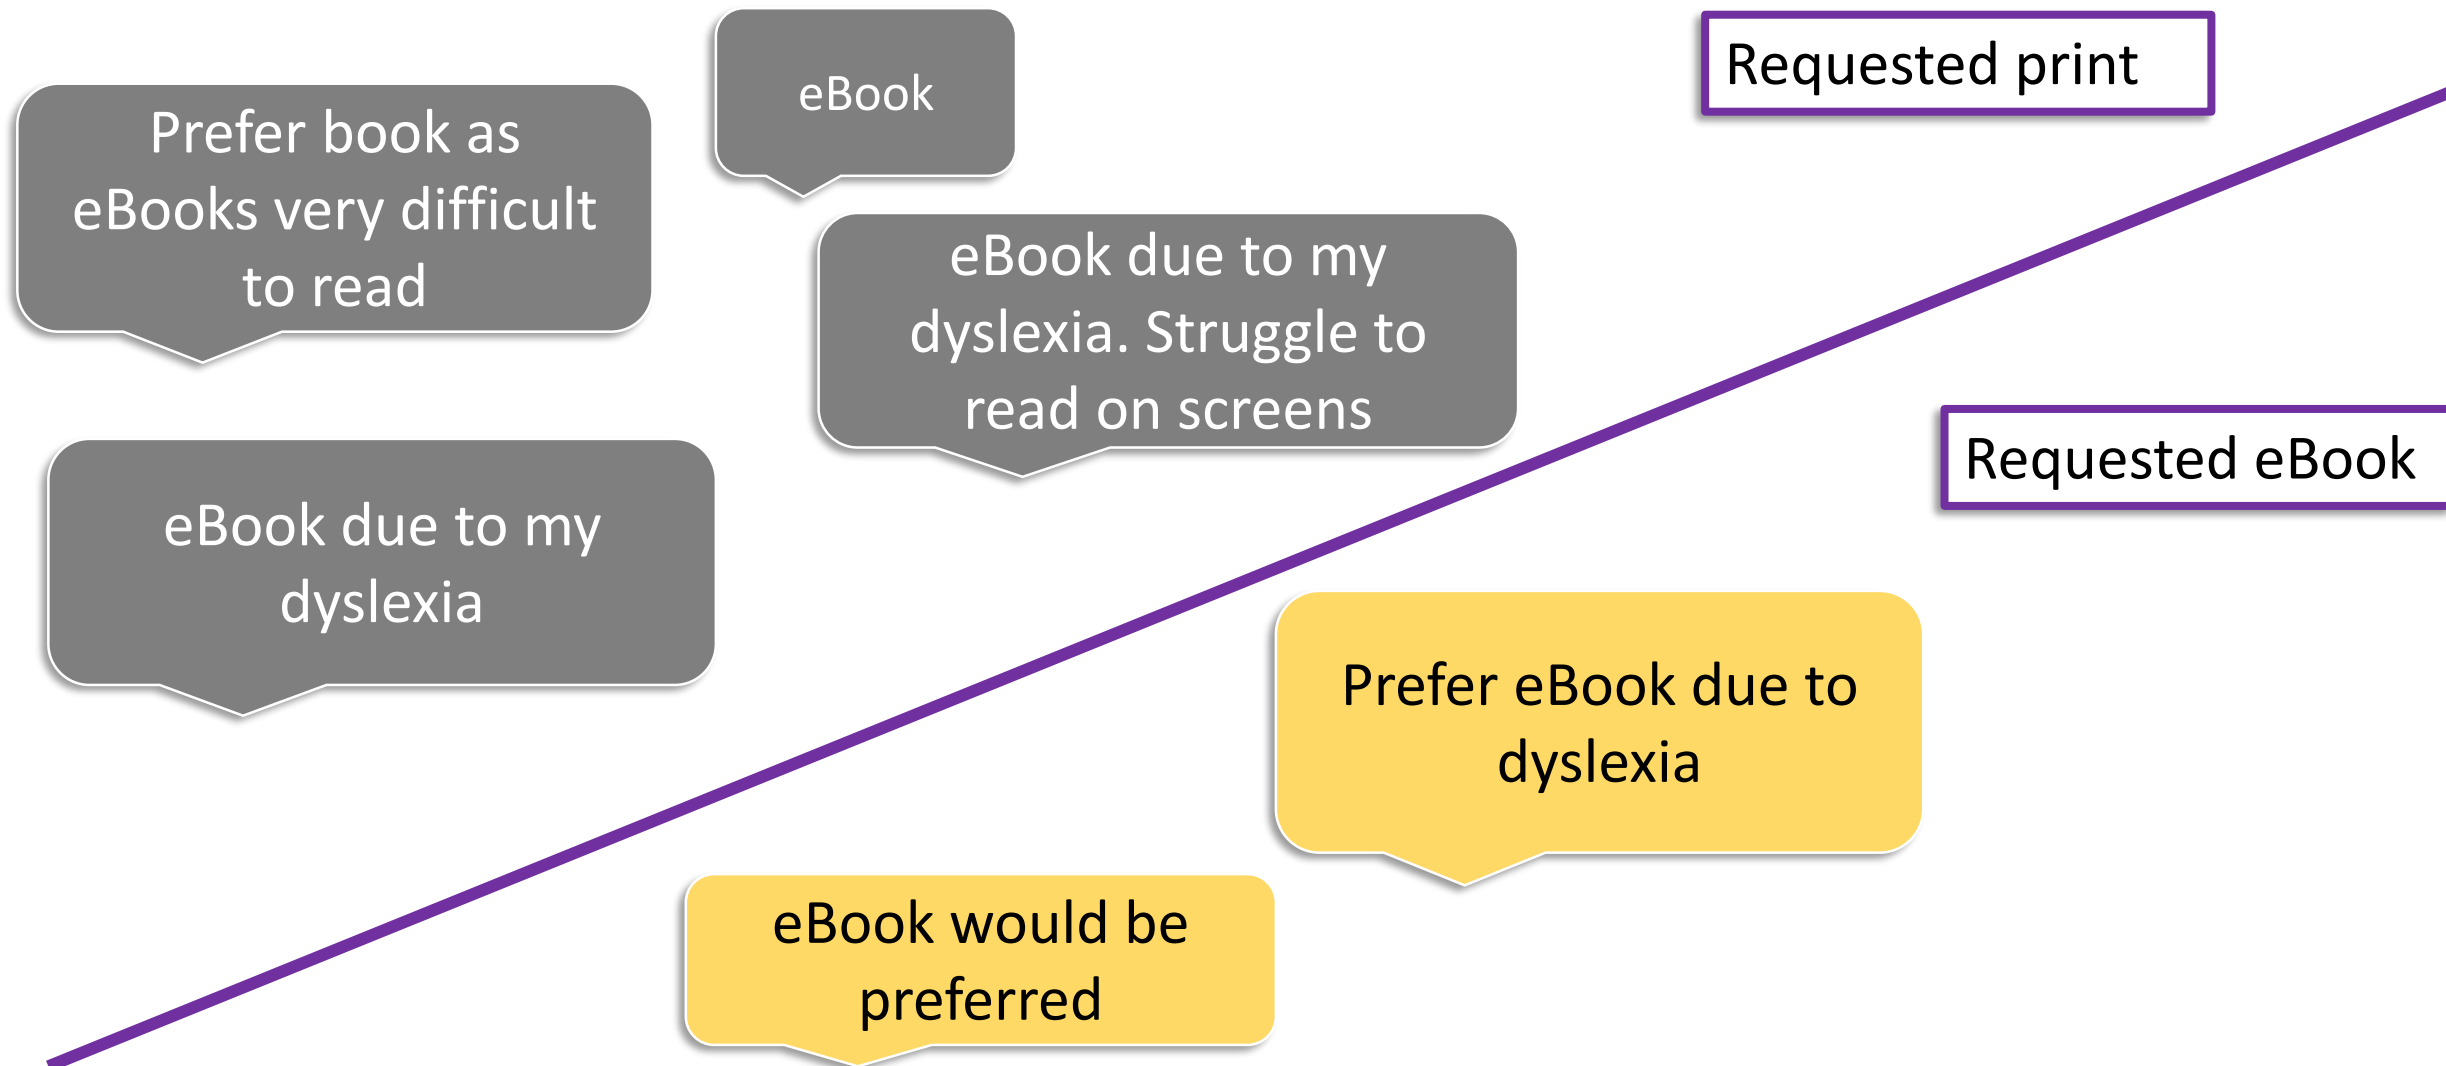 eBook
Requested print
Prefer book as
eBooks very difficult
to read
eBook due to my
dyslexia. Struggle to
read on screens
Requested eBook
eBook due to my
dyslexia
Prefer eBook due to
dyslexia
eBook would be
preferred